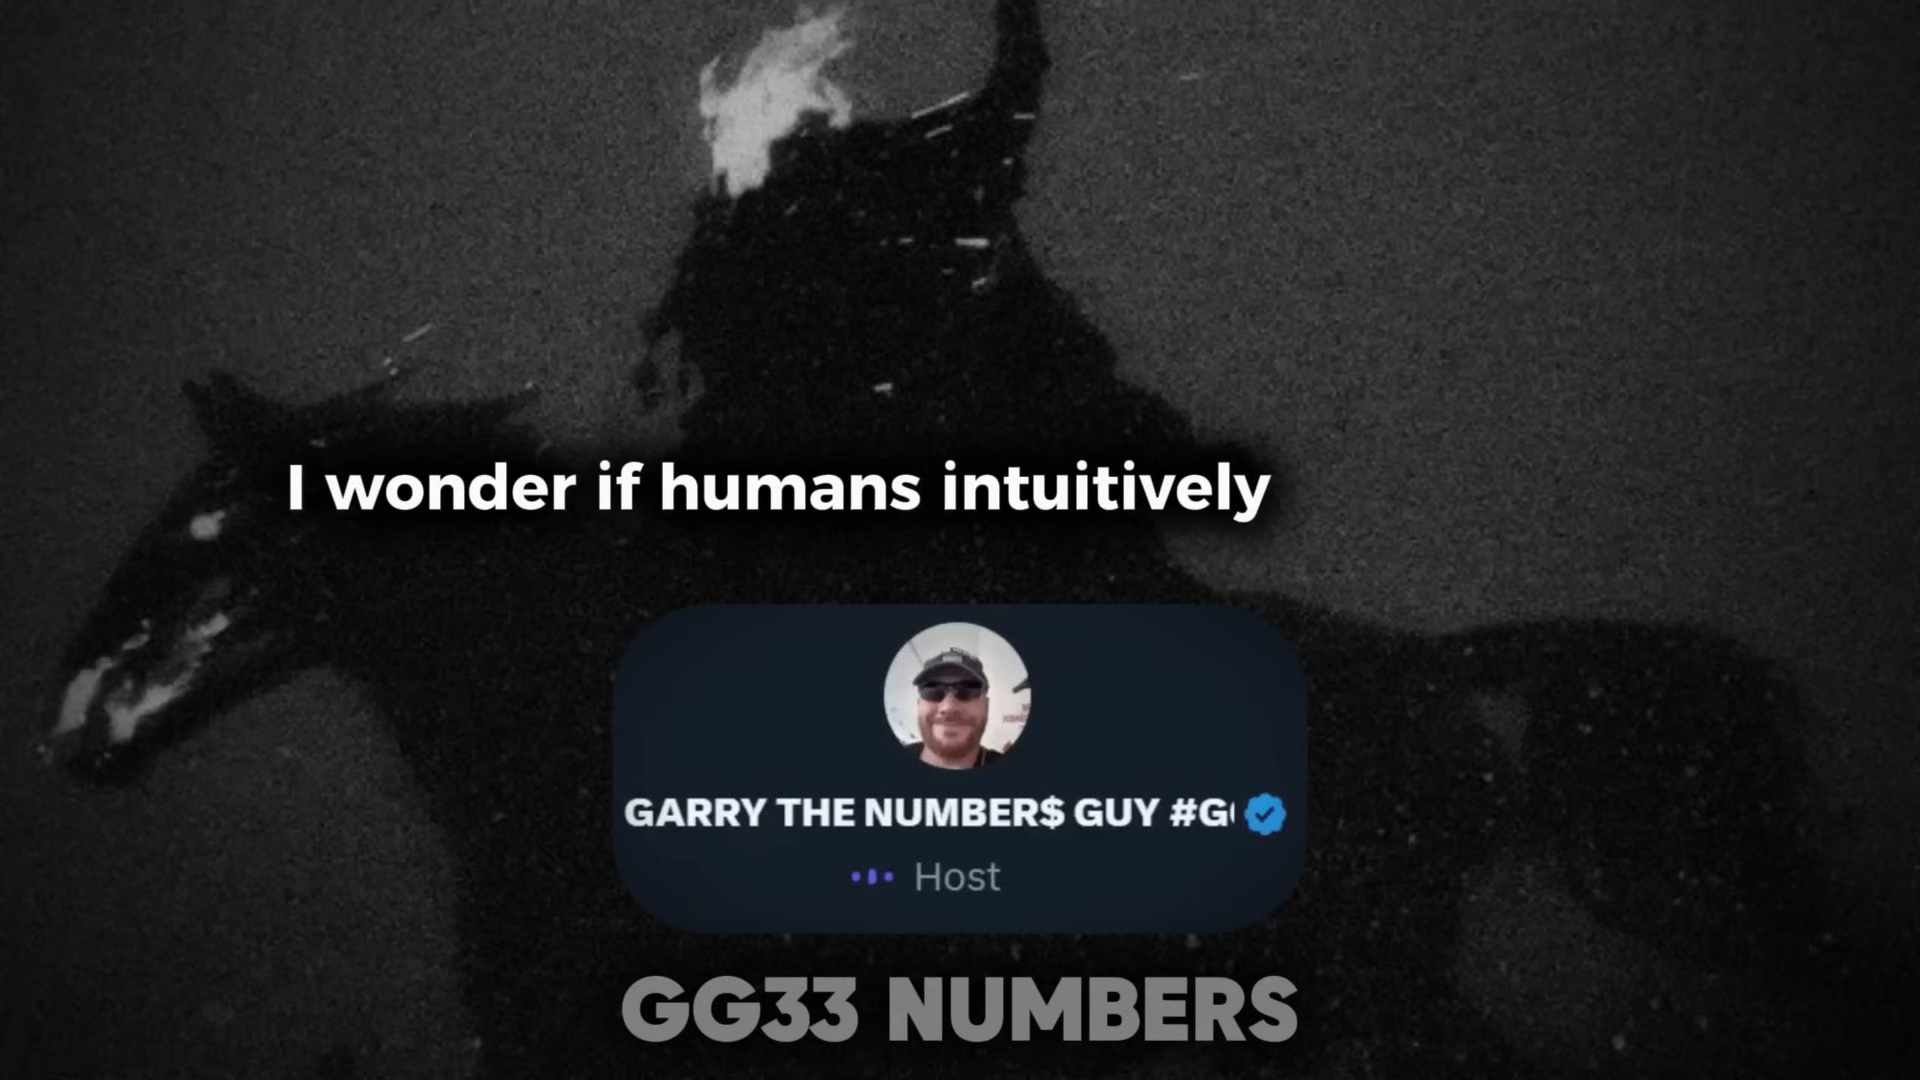 I wonder if humans intuitively
GARRY THE NUMBER$ GUY #G
Host
GG33 NUMBERS